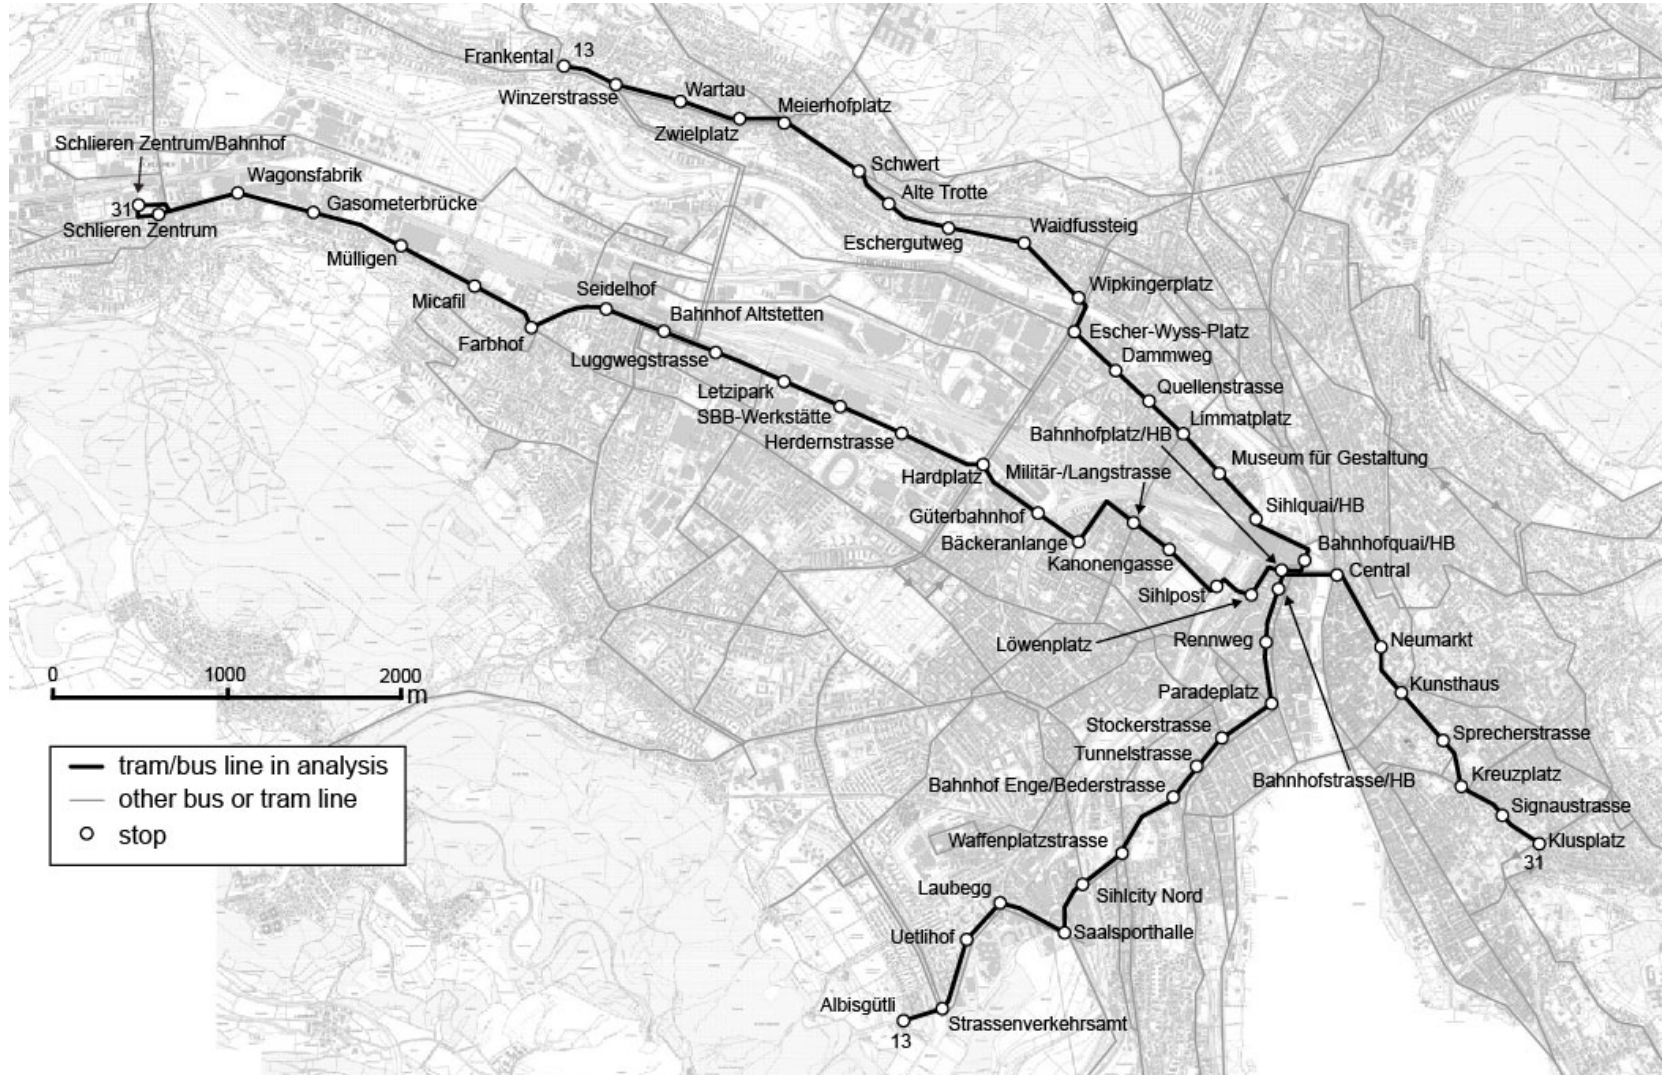 Frankental
13
Winzerstrasse
Wartau
Zwielplatz
Meierhofplatz
Schlieren Zentrum/Bahnhof
31
Schlieren Zentrum
Wagonsfabrik
Gasometerbrücke
Mülligen
Micafil
Farbhof
Seidelhof
Bahnhof Altstetten
Luggwegstrasse
Letzipark
SBB-Werkstätte
Herdernstrasse
Hardplatz
Güterbahnhof
Bäckeranlange
Militär-/Langstrasse
Kanonengasse
Sihlpost
Löwenplatz
Bahnhofplatz/HB
Schwert
Alte Trotte
Eschergutweg
Waidfussteig
Wipkingerplatz
Escher-Wyss-Platz
Dammweg
Quellenstrasse
Limmatplatz
Museum für Gestaltung
Sihlquai/HB
Bahnhofquai/HB
Central
Neumarkt
Kunsthaus
Sprecherstrasse
Kreuzplatz
Signaustrasse
Klusplatz
31
Bahnhofstrasse/HB
Rennweg
Paradeplatz
Stockerstrasse
Tunnelstrasse
Bahnhof Enge/Bederstrasse
Waffenplatzstrasse
Sihlcity Nord
Saalsporthalle
Laubegg
Uetlihof
Strassenverkehrsamt
Albisgütli
13
0 1000 2000
m
tram/bus line in analysis
other bus or tram line
stop